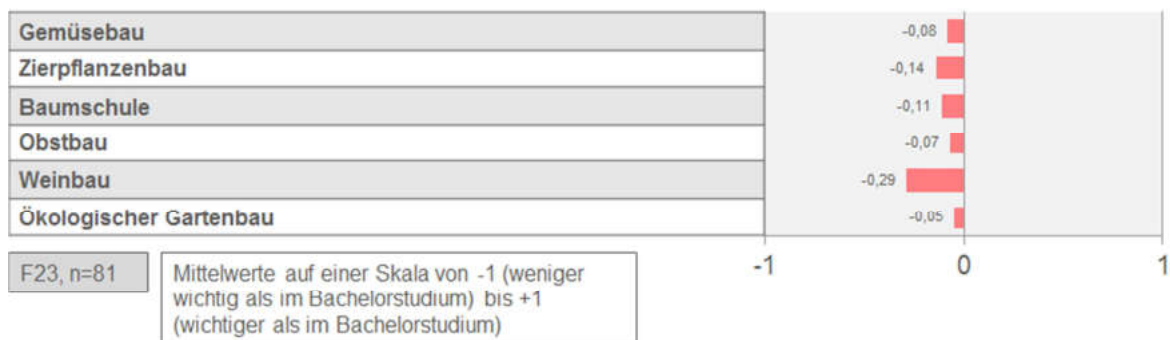 Gemüsebau -0,08
Zierpflanzenbau -0,14
Baumschule -0,11
Obstbau -0,07
Weinbau -0,29
Ökologischer Gartenbau -0,05
-1 0 1
F23, n=81
Mittelwerte auf einer Skala von -1 (weniger
wichtig als im Bachelorstudium) bis +1
(wichtiger als im Bachelorstudium)